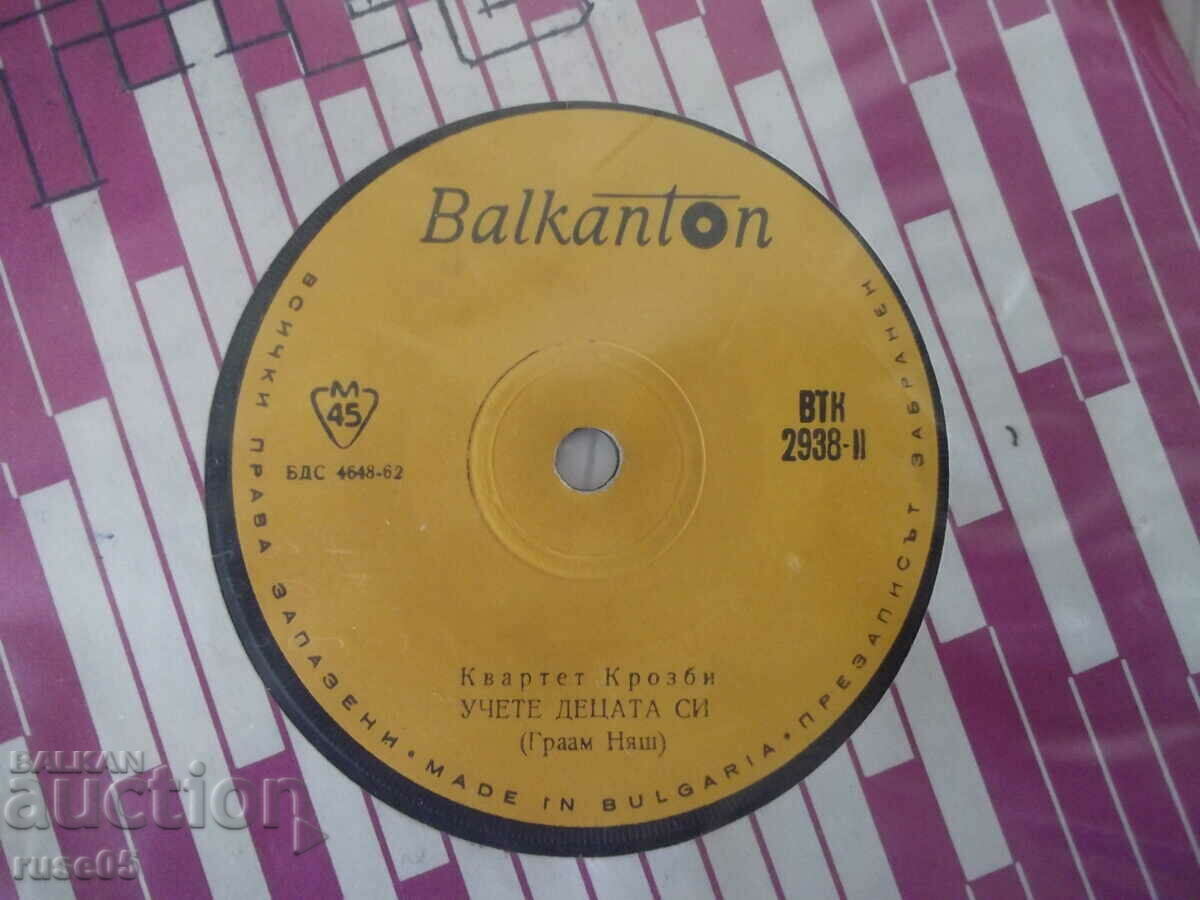 Balkanton
M
45
БДС 4648-62
ВТК
2938-II
Квартет Крозби
УЧЕТЕ ДЕЦАТА СИ
(Граам Няш)
ВСИЧКИ ПРАВА ЗАПАЗЕНИ • MADE IN BULGARIA • ПРЕЗАПИСЪТ ЗАБРАНЕН
BALKAN
auction
ruse05